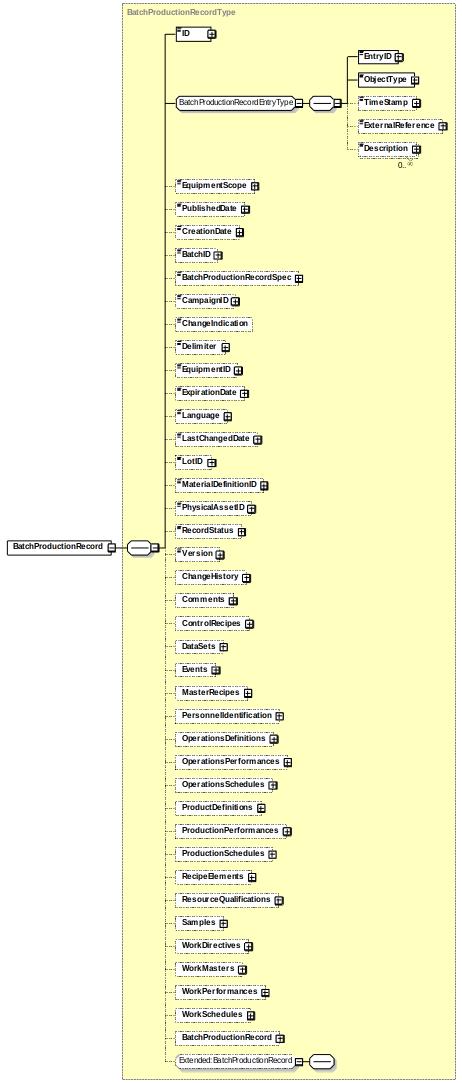 BatchProductionRecordType
ID
EntryID
ObjectType
BatchProductionRecordEntryType
TimeStamp
ExternalReference
Description
0..∞
EquipmentScope
PublishedDate
CreationDate
BatchID
BatchProductionRecordSpec
CampaignID
ChangeIndication
Delimiter
EquipmentID
ExpirationDate
Language
LastChangedDate
LotID
MaterialDefinitionID
PhysicalAssetID
RecordStatus
BatchProductionRecord
Version
ChangeHistory
Comments
ControlRecipes
DataSets
Events
MasterRecipes
PersonnelIdentification
OperationsDefinitions
OperationsPerformances
OperationsSchedules
ProductDefinitions
ProductionPerformances
ProductionSchedules
RecipeElements
ResourceQualifications
Samples
WorkDirectives
WorkMasters
WorkPerformances
WorkSchedules
BatchProductionRecord
Extended:BatchProductionRecord